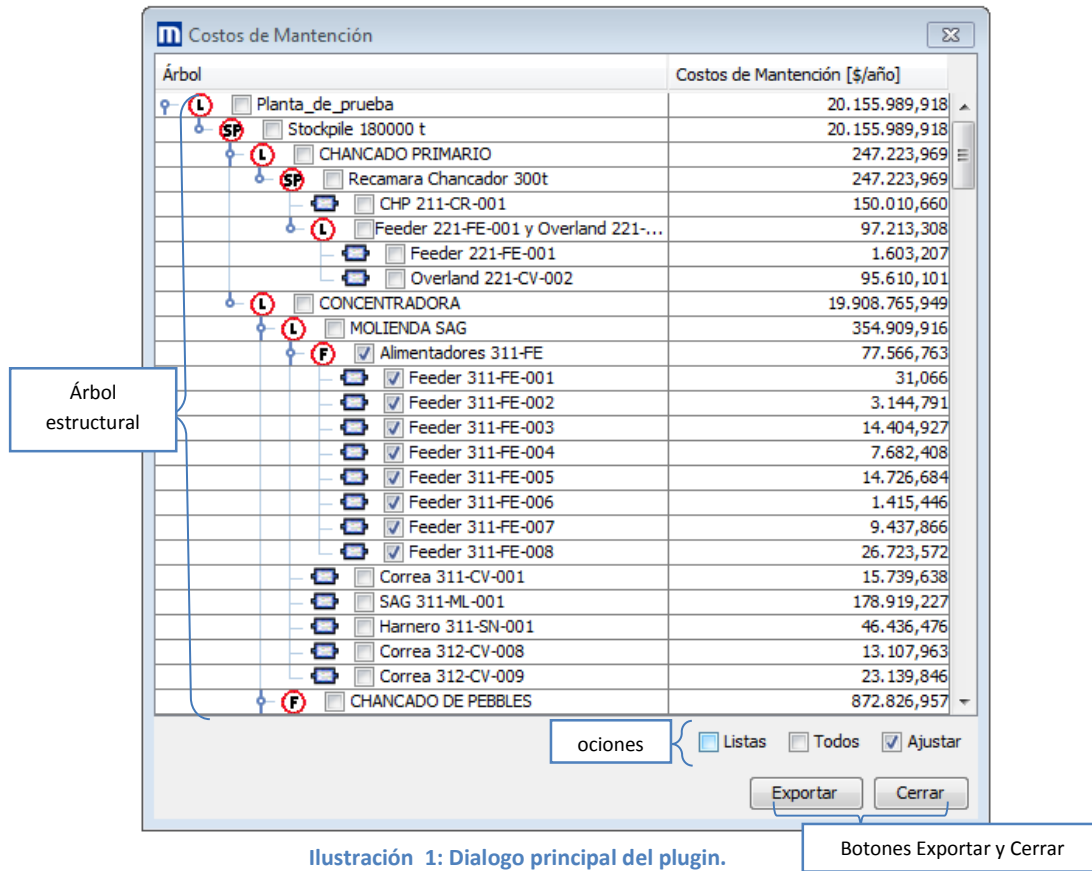 m Costos de Mantención
Árbol Costos de Mantención [$/año]
L Planta_de_prueba 20.155.989,918
SP Stockpile 180000 t 20.155.989,918
L CHANCADO PRIMARIO 247.223,969
SP Recamara Chancador 300t 247.223,969
CHP 211-CR-001 150.010,660
L Feeder 221-FE-001 y Overland 221-... 97.213,308
Feeder 221-FE-001 1.603,207
Overland 221-CV-002 95.610,101
L CONCENTRADORA 19.908.765,949
L MOLIENDA SAG 354.909,916
F Alimentadores 311-FE 77.566,763
Feeder 311-FE-001 31,066
Feeder 311-FE-002 3.144,791
Feeder 311-FE-003 14.404,927
Feeder 311-FE-004 7.682,408
Feeder 311-FE-005 14.726,684
Feeder 311-FE-006 1.415,446
Feeder 311-FE-007 9.437,866
Feeder 311-FE-008 26.723,572
Correa 311-CV-001 15.739,638
SAG 311-ML-001 178.919,227
Harnero 311-SN-001 46.436,476
Correa 312-CV-008 13.107,963
Correa 312-CV-009 23.139,846
F CHANCADO DE PEBBLES 872.826,957
Árbol
estructural
ociones
Listas Todos Ajustar
Exportar Cerrar
Botones Exportar y Cerrar
Ilustración 1: Dialogo principal del plugin.